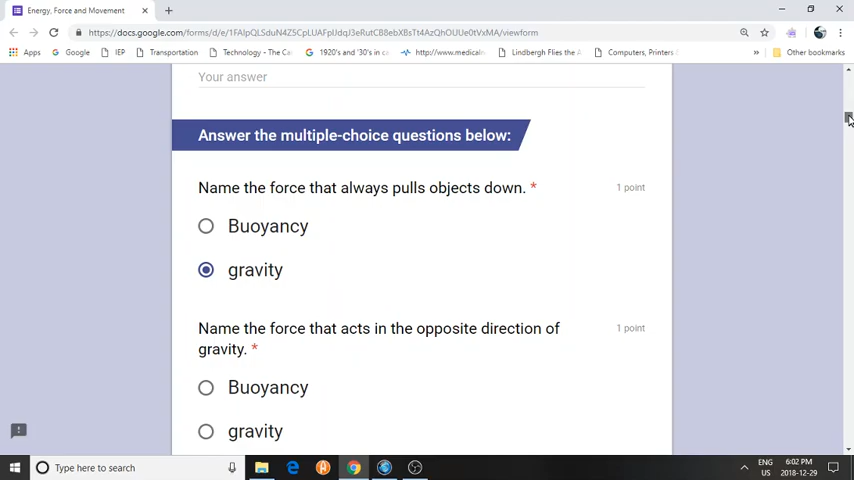 Energy, Force and Movement
https://docs.google.com/forms/d/e/1FAIpQLSduN4Z5CpLUAFpIJdqJ3eRutCB8ebXBsTt4AzQhOUUe0tVxMA/viewform
Apps Google IEP Transportation Technology - The Ca 1920's and '30's in c http://www.medical Lindbergh Flies the A Computers, Printers » Other bookmarks
Your answer
Answer the multiple-choice questions below:
Name the force that always pulls objects down. * 1 point
Buoyancy
gravity
Name the force that acts in the opposite direction of 1 point
gravity. *
Buoyancy
gravity
Type here to search
ENG 6:02 PM
US 2018-12-29